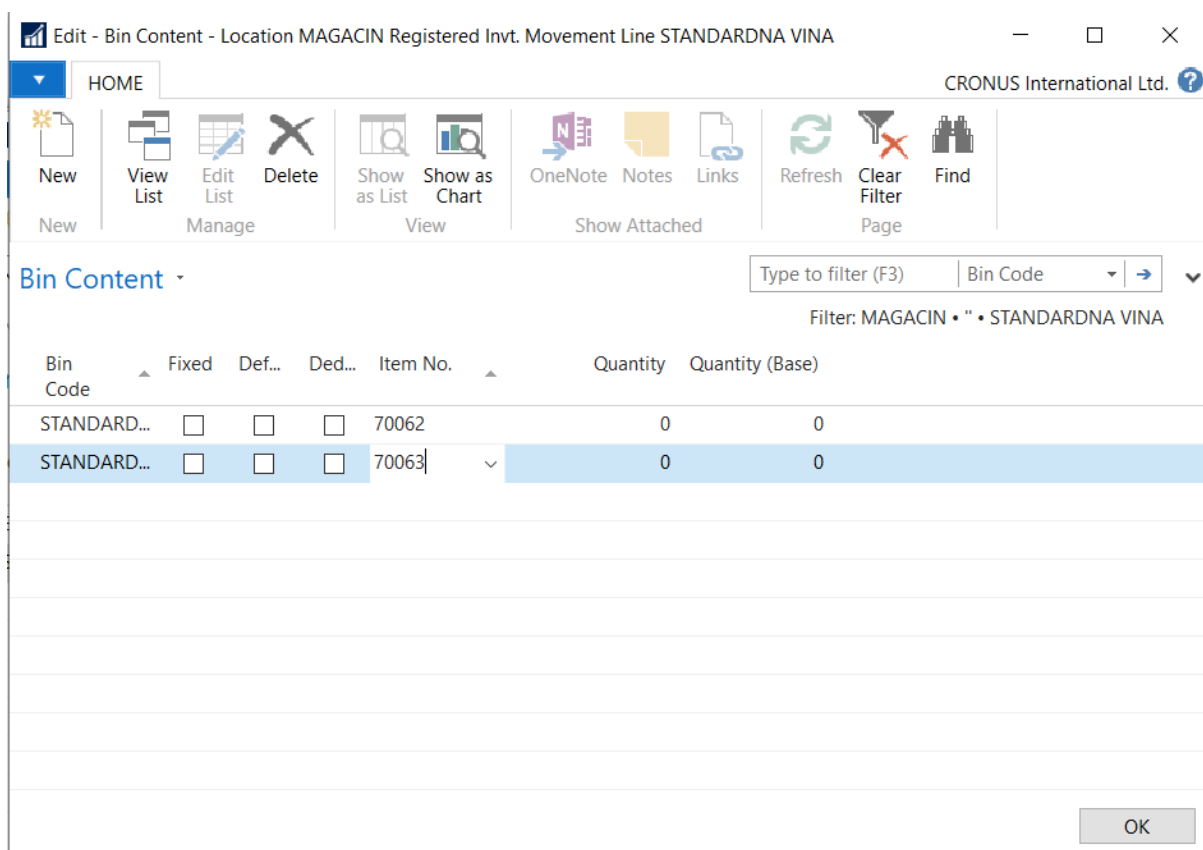 Edit - Bin Content - Location MAGACIN Registered Invt. Movement Line STANDARDNA VINA
HOME
CRONUS International Ltd.
?
New
View List
Edit List
Delete
Show as List
Show as Chart
OneNote
Notes
Links
Refresh
Clear Filter
Find
New
Manage
View
Show Attached
Page
Bin Content
Type to filter (F3)
Bin Code
Filter: MAGACIN • '' • STANDARDNA VINA
Bin Code
Fixed
Def...
Ded...
Item No.
Quantity
Quantity (Base)
STANDARD... 70062 0 0
STANDARD... 70063 0 0
OK